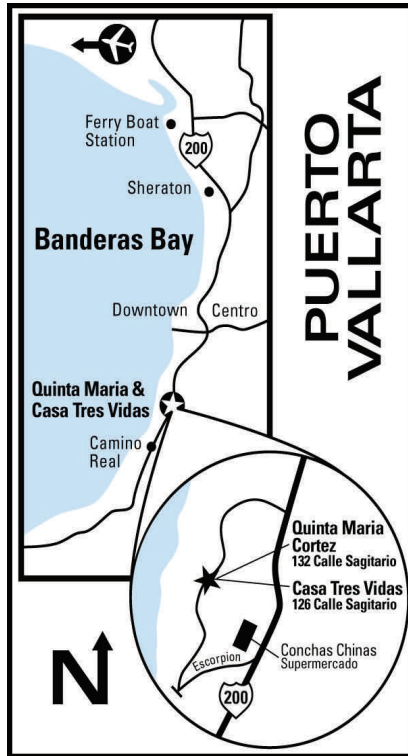 PUERTO
VALLARTA
Ferry Boat
Station
200
Sheraton
Banderas Bay
Downtown Centro
Quinta Maria &
Casa Tres Vidas
Camino
Real
Quinta Maria
Cortez
132 Calle Sagitario
Casa Tres Vidas
126 Calle Sagitario
Conchas Chinas
Supermercado
Escorpion
200
N